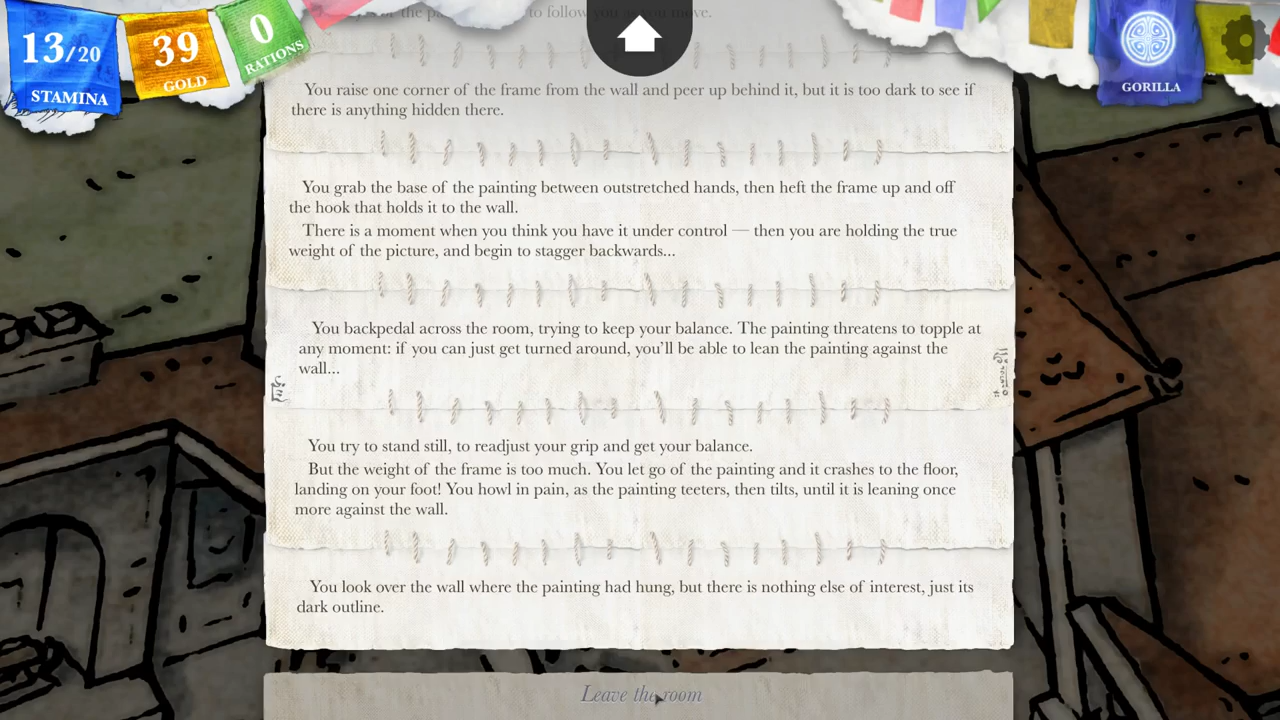 13/20
STAMINA
39
GOLD
0
RATIONS
GORILLA
the to follow you as you move.
You raise one corner of the frame from the wall and peer up behind it, but it is too dark to see if
there is anything hidden there.
You grab the base of the painting between outstretched hands, then heft the frame up and off
the hook that holds it to the wall.
There is a moment when you think you have it under control — then you are holding the true
weight of the picture, and begin to stagger backwards...
You backpedal across the room, trying to keep your balance. The painting threatens to topple at
any moment: if you can just get turned around, you'll be able to lean the painting against the
wall...
You try to stand still, to readjust your grip and get your balance.
But the weight of the frame is too much. You let go of the painting and it crashes to the floor,
landing on your foot! You howl in pain, as the painting teeters, then tilts, until it is leaning once
more against the wall.
You look over the wall where the painting had hung, but there is nothing else of interest, just its
dark outline.
Leave the room